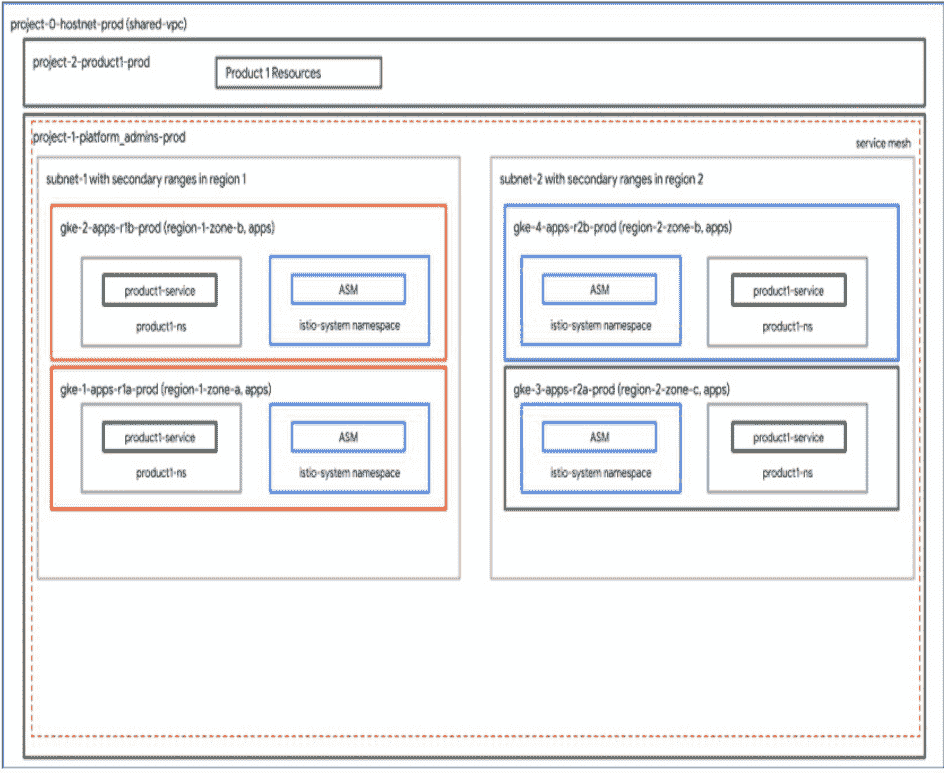 project-0-hostnet-prod (shared-vpc)
project-2-product1-prod
Product 1 Resources
project-1-platform_admins-prod
service mesh
subnet-1 with secondary ranges in region 1
gke-2-apps-r1b-prod (region-1-zone-b, apps)
product1-service
product1-ns
ASM
istio-system namespace
gke-1-apps-r1a-prod (region-1-zone-a, apps)
product1-service
product1-ns
ASM
istio-system namespace
subnet-2 with secondary ranges in region 2
gke-4-apps-r2b-prod (region-2-zone-b, apps)
ASM
istio-system namespace
product1-service
product1-ns
gke-3-apps-r2a-prod (region-2-zone-c, apps)
ASM
istio-system namespace
product1-service
product1-ns